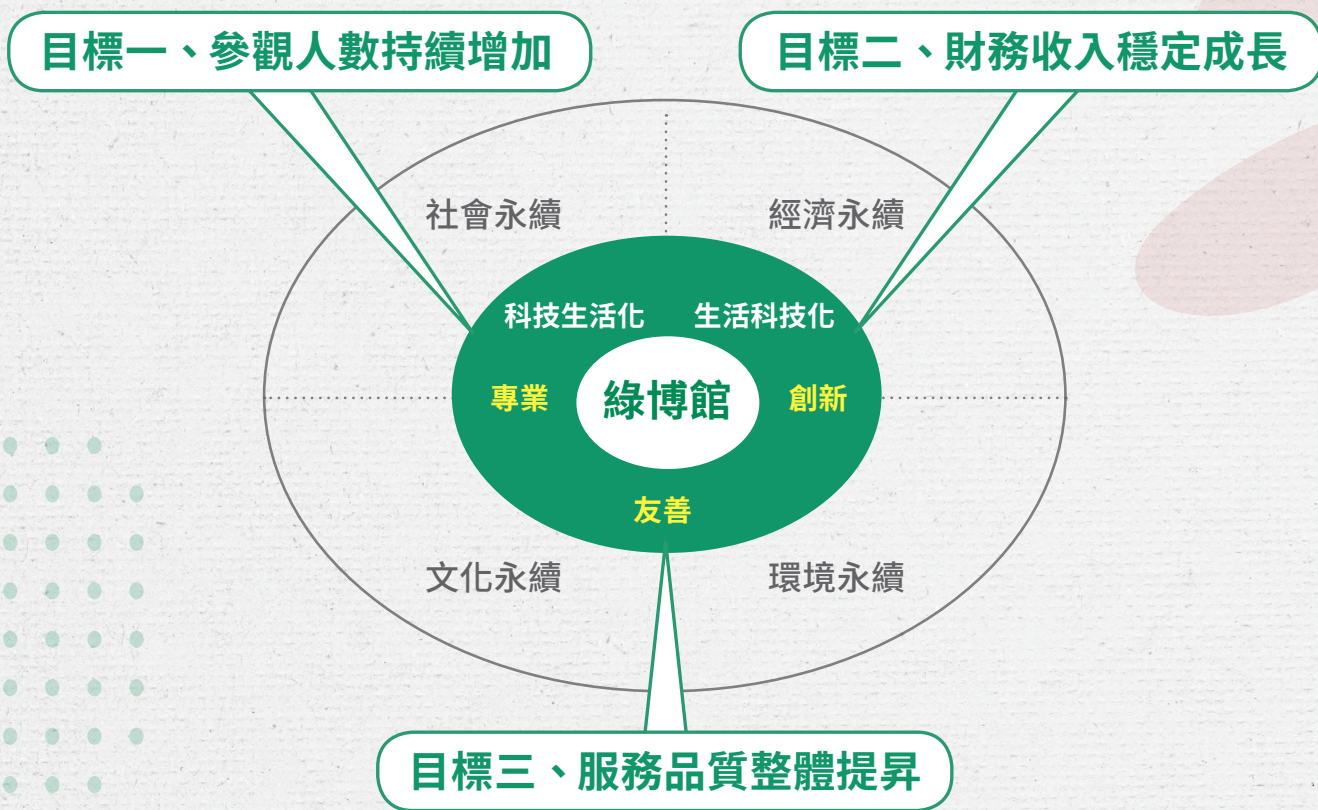 目標一、參觀人數持續增加
目標二、財務收入穩定成長
社會永續
經濟永續
科技生活化
生活科技化
專業
綠博館
創新
友善
文化永續
環境永續
目標三、服務品質整體提昇